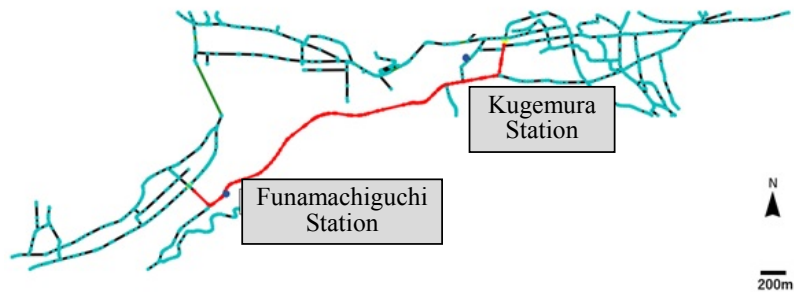 Kugemura
Station
Funamachiguchi
Station
N
200m